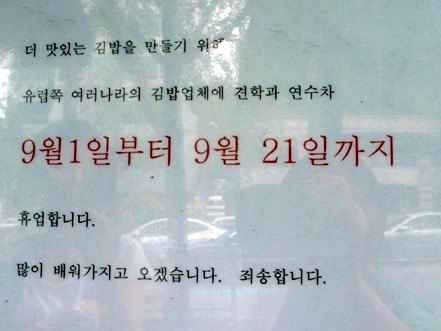 더 맛있는 김밥을 만들기 위해
유럽쪽 여러나라의 김밥업체에 견학과 연수차
9월1일부터 9월 21일까지
휴업합니다.
많이 배워가지고 오겠습니다. 죄송합니다.